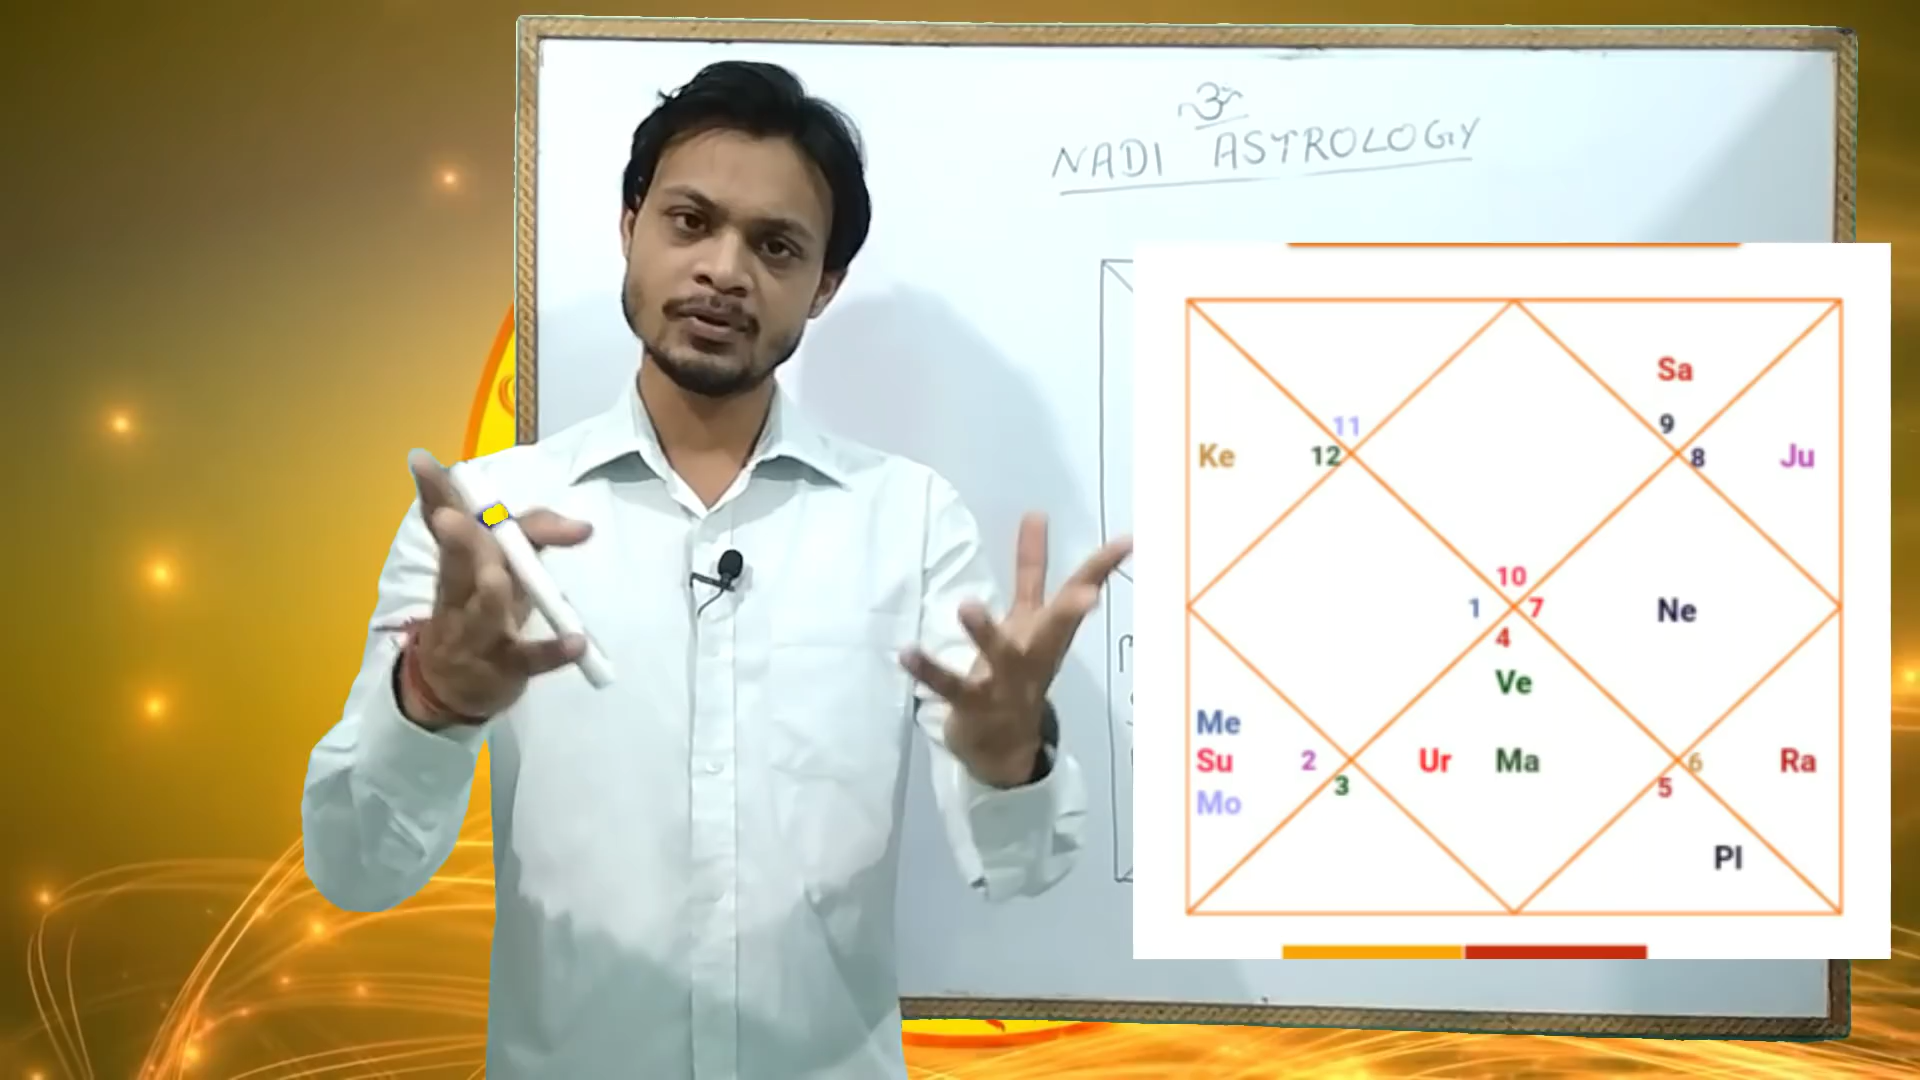 ॐ
NADI ASTROLOGY
Sa
11 9
Ke 12 8 Ju
10
1 7 Ne
4
Ve
Me
Su 2 Ur Ma 6 Ra
3 5
Mo
Pl